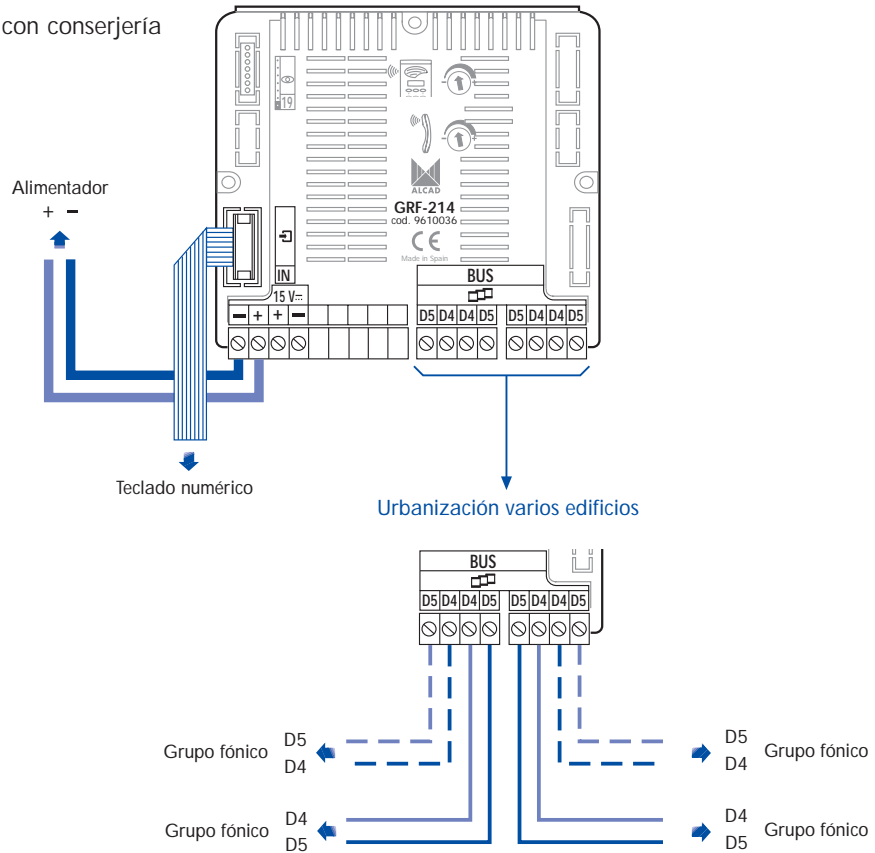 con conserjería
19
- +
- +
ALCAD
GRF-214
cod. 9610036
CE
Made in Spain
Alimentador
+ −
IN
15 V
BUS
− + + −
D5 D4 D4 D5 D5 D4 D4 D5
Teclado numérico
Urbanización varios edificios
BUS
D5 D4 D4 D5 D5 D4 D4 D5
Grupo fónico D5
D4
D5 Grupo fónico
D4
Grupo fónico D4
D5
D4 Grupo fónico
D5